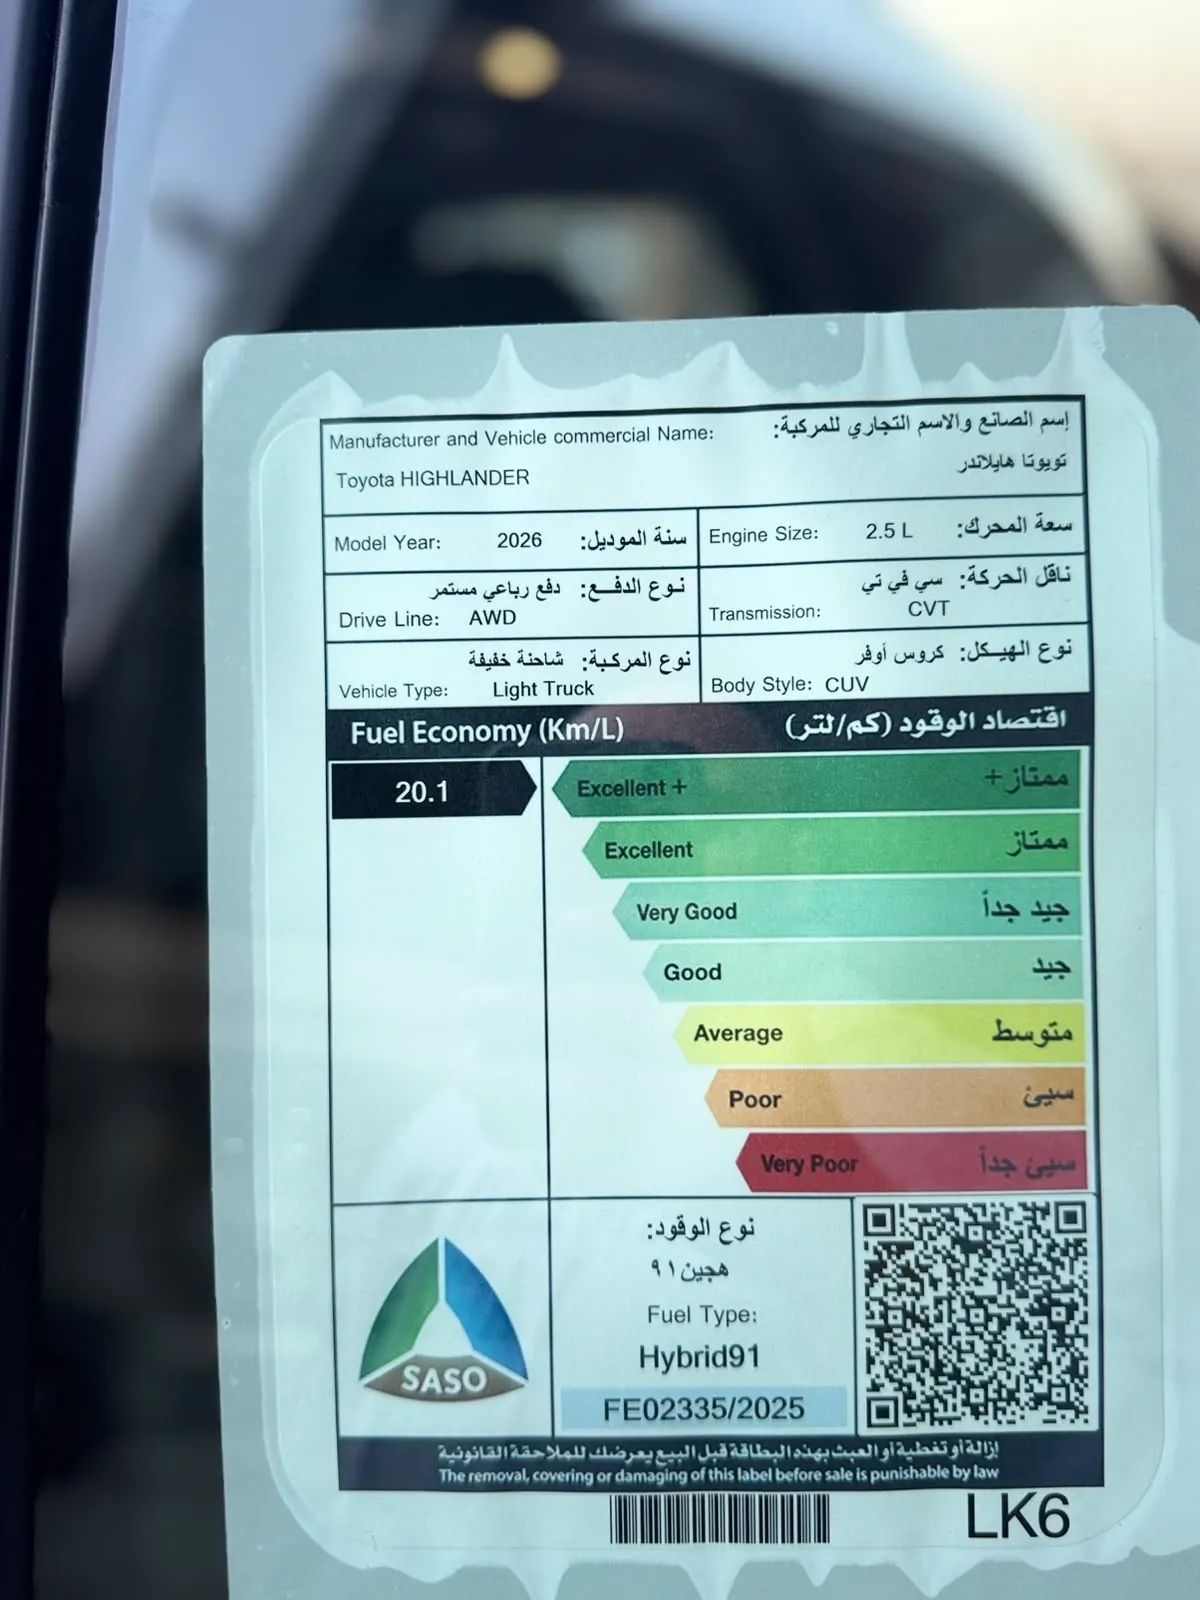 Manufacturer and Vehicle commercial Name: إسم الصانع والاسم التجاري للمركبة:
Toyota HIGHLANDER تويوتا هايلاندر
Model Year: 2026 سنة الموديل:
Engine Size: 2.5 L سعة المحرك:
نوع الدفع: دفع رباعي مستمر
Drive Line: AWD
ناقل الحركة: سي في تي
Transmission: CVT
نوع المركبة: شاحنة خفيفة
Vehicle Type: Light Truck
نوع الهيكل: كروس أوفر
Body Style: CUV
Fuel Economy (Km/L) اقتصاد الوقود (كم/لتر)
20.1
Excellent + ممتاز+
Excellent ممتاز
Very Good جيد جداً
Good جيد
Average متوسط
Poor سيئ
Very Poor سيئ جداً
SASO
نوع الوقود:
هجين٩١
Fuel Type:
Hybrid91
FE02335/2025
إزالة أو تغطية أو العبث بهذه البطاقة قبل البيع يعرضك للملاحقة القانونية
The removal, covering or damaging of this label before sale is punishable by law
LK6